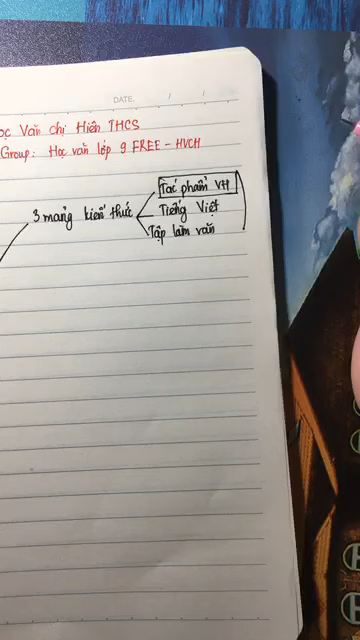 DATE. / /
ọc Văn chị Hiên THCS
Group: Học văn lớp 9 FREE - HVCH
3 mảng kiến thức
Tác phẩm VH
Tiếng Việt
Tập làm văn